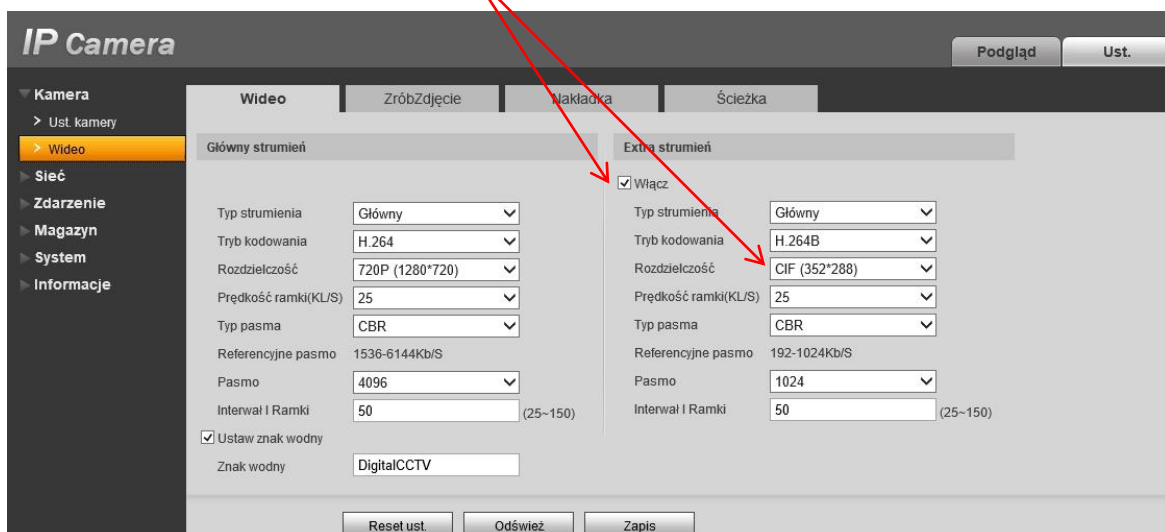 IP Camera
Podgląd
Ust.
Kamera
Ust. kamery
Wideo
Sieć
Zdarzenie
Magazyn
System
Informacje
Wideo
ZróbZdjęcie
Nakładka
Ścieżka
Główny strumień
Typ strumienia Główny
Tryb kodowania H.264
Rozdzielczość 720P (1280*720)
Prędkość ramki(KL/S) 25
Typ pasma CBR
Referencyjne pasmo 1536-6144Kb/S
Pasmo 4096
Interwał I Ramki 50 (25~150)
Ustaw znak wodny
Znak wodny DigitalCCTV
Extra strumień
Włącz
Typ strumienia Główny
Tryb kodowania H.264B
Rozdzielczość CIF (352*288)
Prędkość ramki(KL/S) 25
Typ pasma CBR
Referencyjne pasmo 192-1024Kb/S
Pasmo 1024
Interwał I Ramki 50 (25~150)
Reset ust.
Odśwież
Zapis